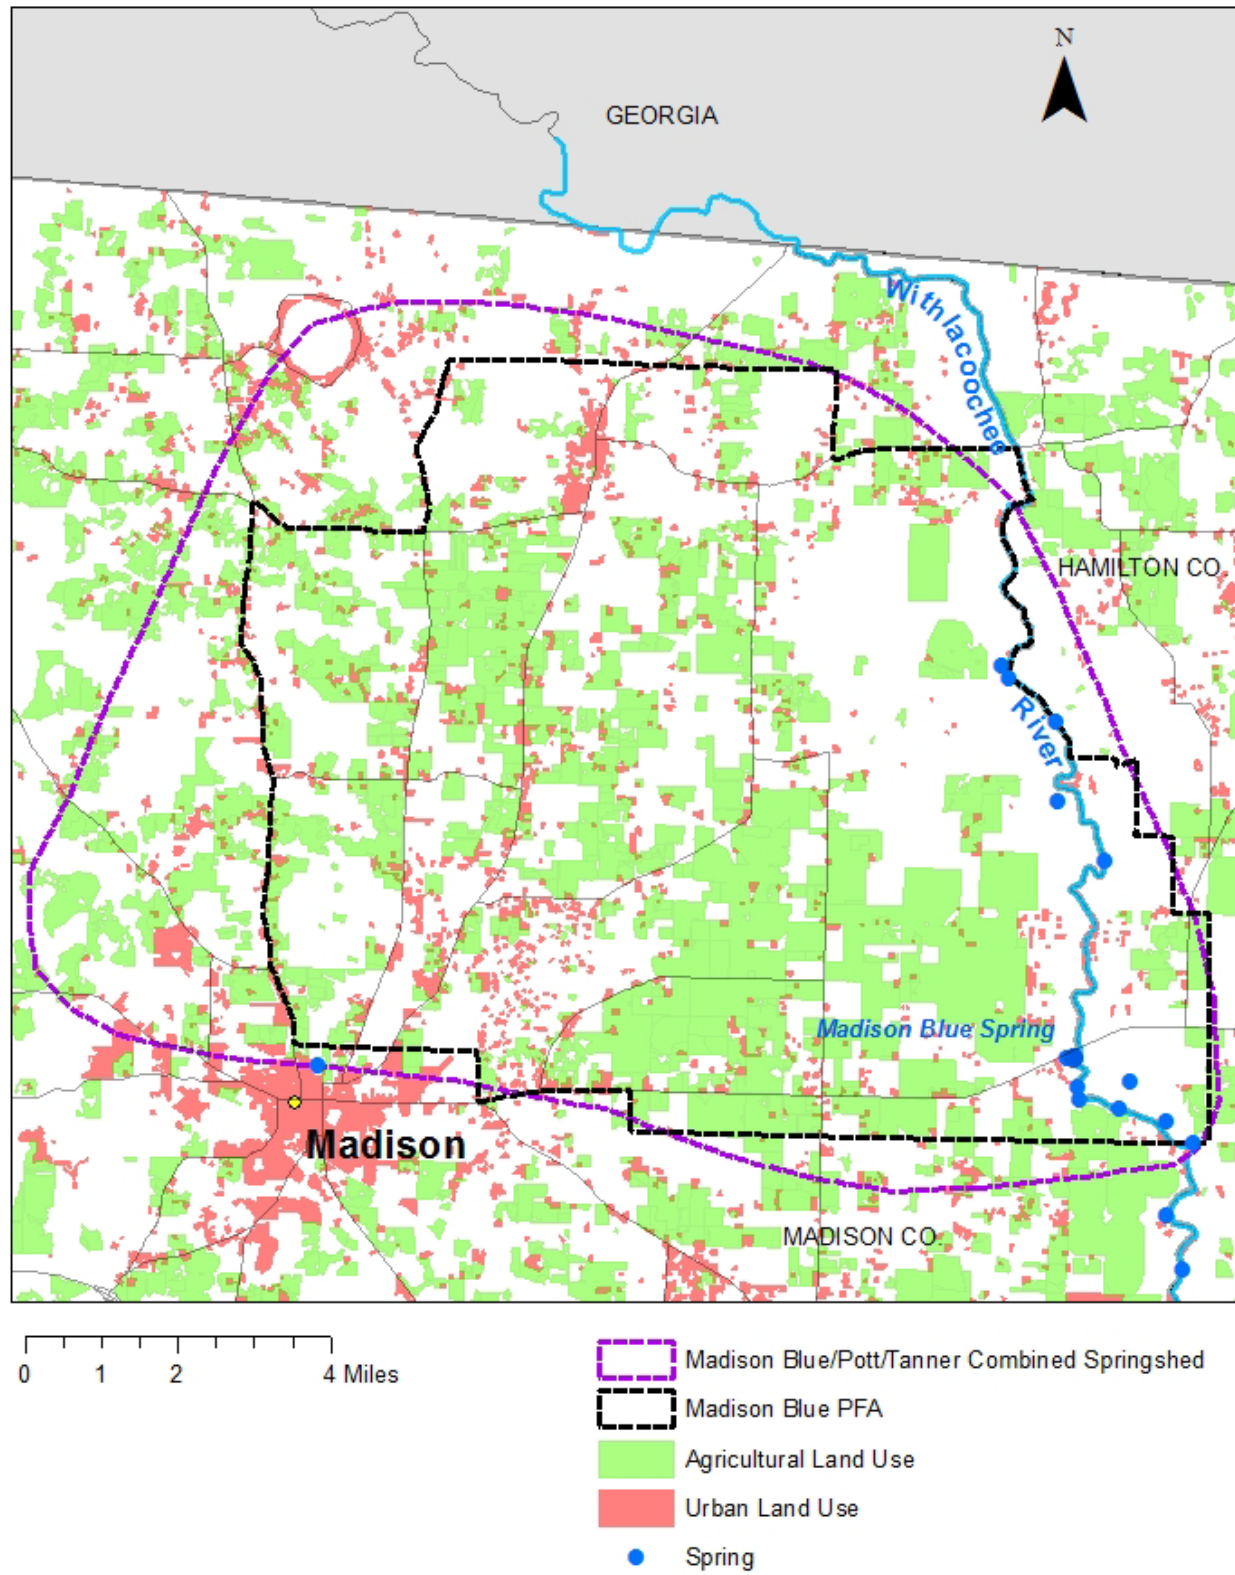 N
GEORGIA
Withlacoochee
HAMILTON CO
River
Madison Blue Spring
Madison
MADISON CO.
0 1 2 4 Miles
Madison Blue/Pott/Tanner Combined Springshed
Madison Blue PFA
Agricultural Land Use
Urban Land Use
Spring